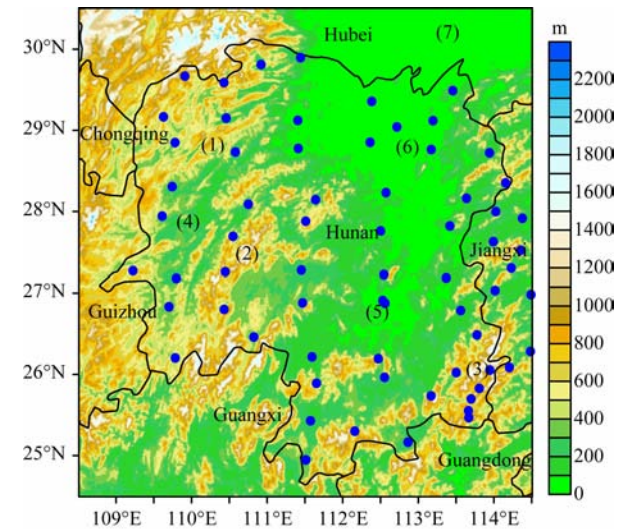 m
30°N
29°N
28°N
27°N
26°N
25°N
Hubei
(7)
Chongqing
(1)
(6)
(4)
Hunan
(2)
Jiangxi
Guizhou
(5)
(3)
Guangxi
Guangdong
109°E 110°E 111°E 112°E 113°E 114°E
2200
2000
1800
1600
1400
1200
1000
800
600
400
200
0